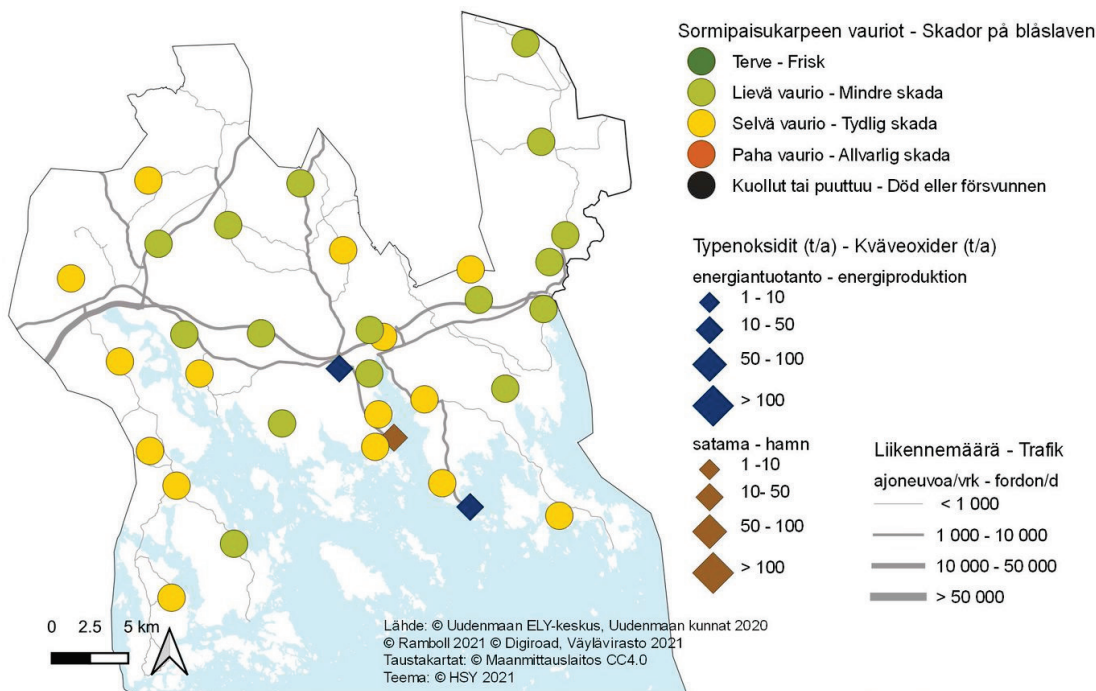 Sormipaisukarpeen vauriot - Skador på blåslaven
Terve - Frisk
Lievä vaurio - Mindre skada
Selvä vaurio - Tydlig skada
Paha vaurio - Allvarlig skada
Kuollut tai puuttuu - Död eller försvunnen
Typenoksidit (t/a) - Kväveoxider (t/a)
energiantuotanto - energiproduktion
1 - 10
10 - 50
50 - 100
> 100
satama - hamn
1 - 10
10- 50
50 - 100
> 100
Liikennemäärä - Trafik
ajoneuvoa/vrk - fordon/d
< 1 000
1 000 - 10 000
10 000 - 50 000
> 50 000
0 2.5 5 km
Lähde: © Uudenmaan ELY-keskus, Uudenmaan kunnat 2020
© Ramboll 2021 © Digiroad, Väylävirasto 2021
Taustakartat: © Maanmittauslaitos CC4.0
Teema: © HSY 2021